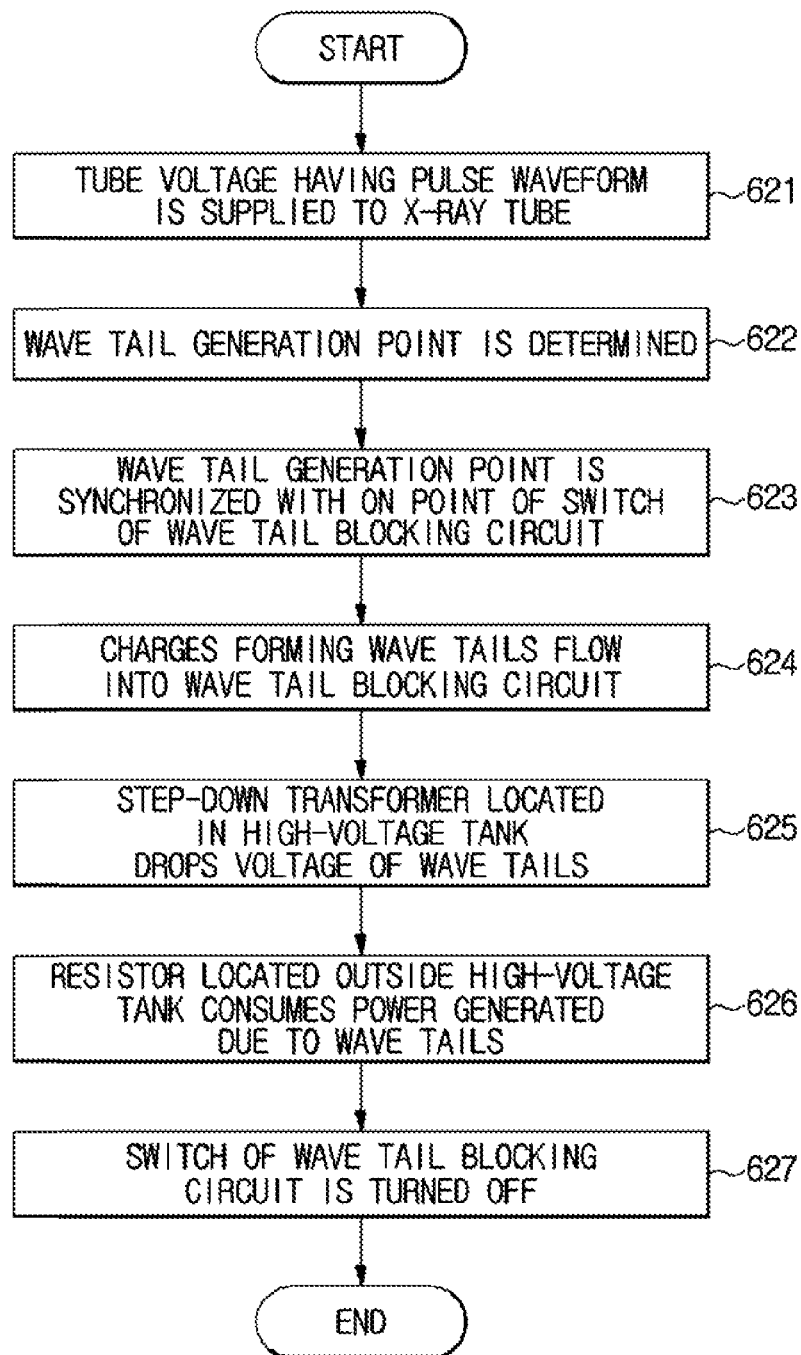 START
TUBE VOLTAGE HAVING PULSE WAVEFORM
IS SUPPLIED TO X-RAY TUBE
621
WAVE TAIL GENERATION POINT IS DETERMINED
622
WAVE TAIL GENERATION POINT IS
SYNCHRONIZED WITH ON POINT OF SWITCH
OF WAVE TAIL BLOCKING CIRCUIT
623
CHARGES FORMING WAVE TAILS FLOW
INTO WAVE TAIL BLOCKING CIRCUIT
624
STEP-DOWN TRANSFORMER LOCATED
IN HIGH-VOLTAGE TANK
DROPS VOLTAGE OF WAVE TAILS
625
RESISTOR LOCATED OUTSIDE HIGH-VOLTAGE
TANK CONSUMES POWER GENERATED
DUE TO WAVE TAILS
626
SWITCH OF WAVE TAIL BLOCKING
CIRCUIT IS TURNED OFF
627
END